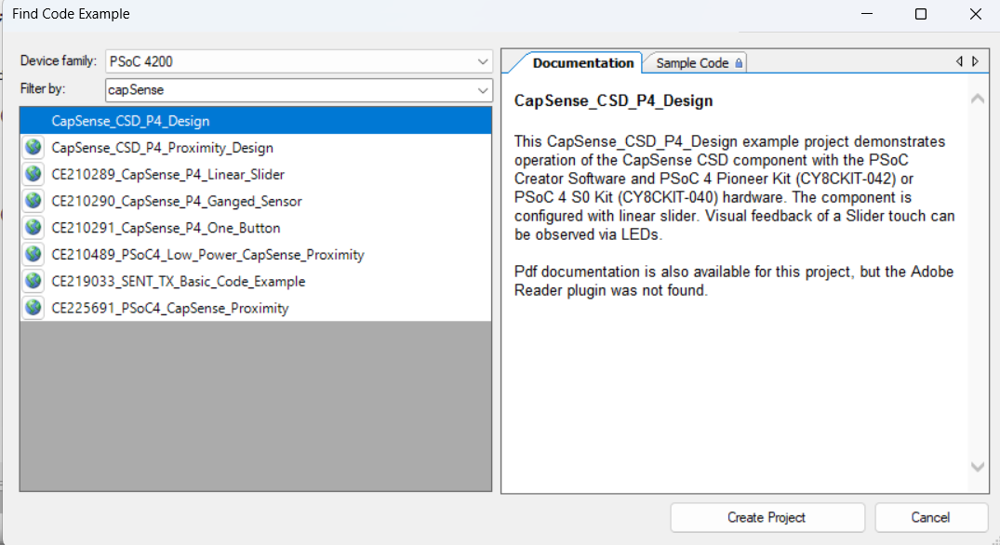 Find Code Example
Device family: PSoC 4200
Filter by: capSense
CapSense_CSD_P4_Design
CapSense_CSD_P4_Proximity_Design
CE210289_CapSense_P4_Linear_Slider
CE210290_CapSense_P4_Ganged_Sensor
CE210291_CapSense_P4_One_Button
CE210489_PSoC4_Low_Power_CapSense_Proximity
CE219033_SENT_TX_Basic_Code_Example
CE225691_PSoC4_CapSense_Proximity
Documentation Sample Code
CapSense_CSD_P4_Design
This CapSense_CSD_P4_Design example project demonstrates
operation of the CapSense CSD component with the PSoC
Creator Software and PSoC 4 Pioneer Kit (CY8CKIT-042) or
PSoC 4 S0 Kit (CY8CKIT-040) hardware. The component is
configured with linear slider. Visual feedback of a Slider touch can
be observed via LEDs.
Pdf documentation is also available for this project, but the Adobe
Reader plugin was not found.
Create Project Cancel